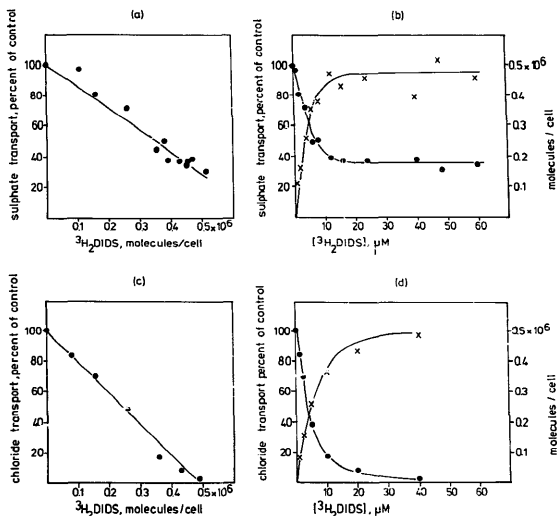 (a)
sulphate transport, percent of control
100
80
60
40
20
0.1 0.2 0.3 0.4 0.5×10⁶
³H₂DIDS, molecules/cell
(b)
sulphate transport, percent of control
100
80
60
40
20
0.5×10⁶
0.4
0.3
0.2
0.1
molecules / cell
0 10 20 30 40 50 60
[³H₂DIDS], µM
(c)
chloride transport, percent of control
100
80
60
40
20
0.1 0.2 0.3 0.4 0.5×10⁶
³H₂DIDS, molecules/cell
(d)
chloride transport percent of control
100
80
60
40
20
0.5×10⁶
0.4
0.3
0.2
0.1
molecules / cell
0 10 20 30 40 50 60
[³H₂DIDS], µM